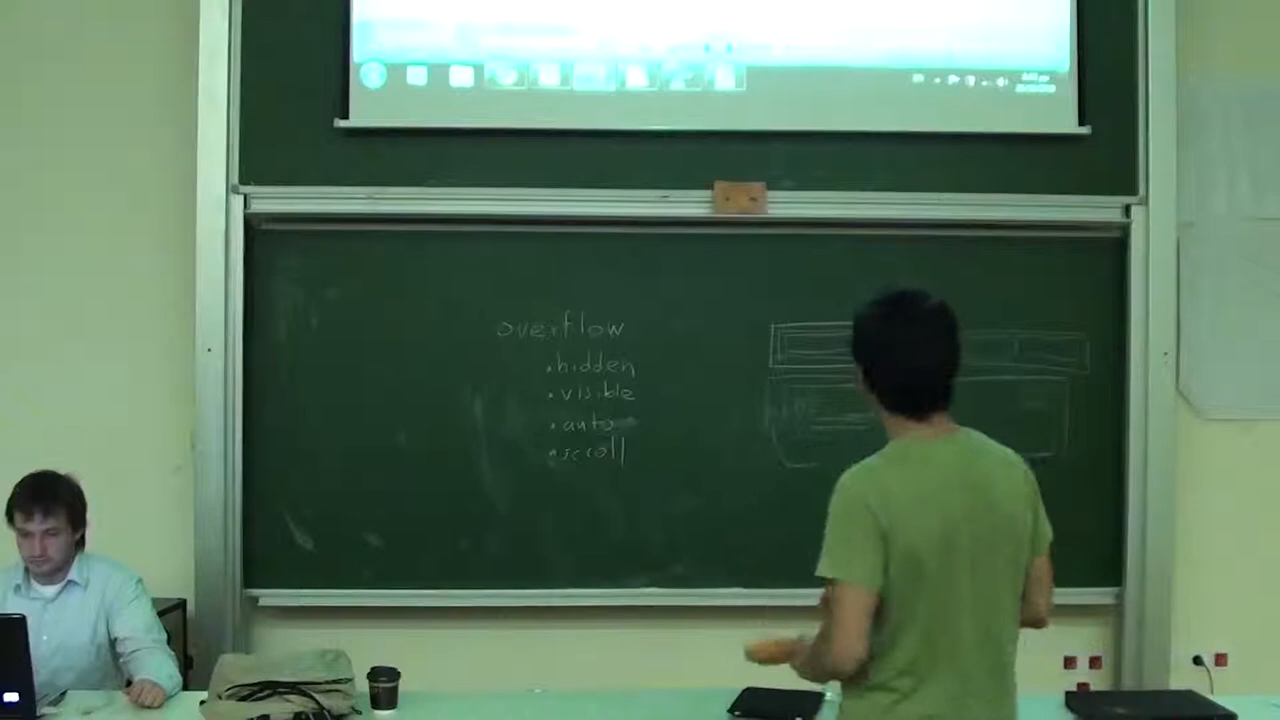 overflow
.hidden
.visible
.auto
.scroll